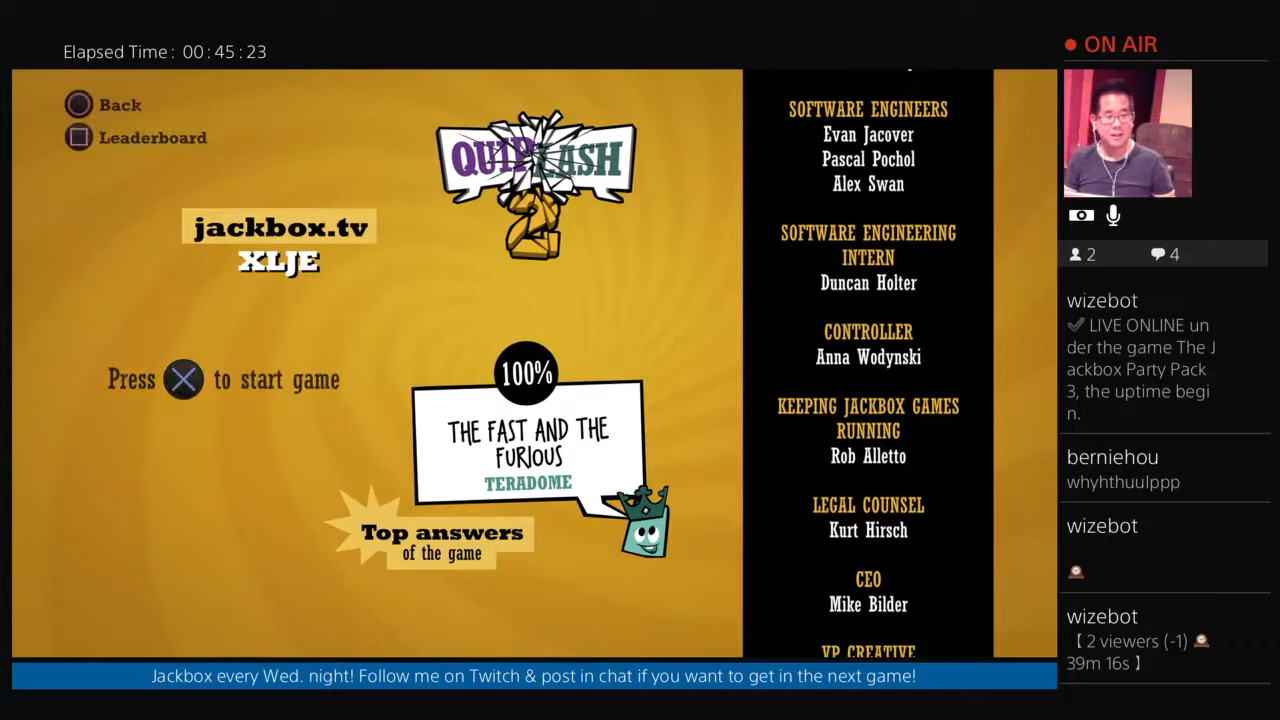 Elapsed Time: 00:45:23
ON AIR
Back
Leaderboard
QUIPLASH
2
jackbox.tv
XLJE
Press to start game
100%
THE FAST AND THE
FURIOUS
TERADOME
Top answers
of the game
SOFTWARE ENGINEERS
Evan Jacover
Pascal Pochol
Alex Swan
SOFTWARE ENGINEERING
INTERN
Duncan Holter
CONTROLLER
Anna Wodynski
KEEPING JACKBOX GAMES
RUNNING
Rob Alletto
LEGAL COUNSEL
Kurt Hirsch
CEO
Mike Bilder
VP CREATIVE
2 4
wizebot
✔ LIVE ONLINE un
der the game The J
ackbox Party Pack
3, the uptime begi
n.
berniehou
whyhthuulppp
wizebot
wizebot
【 2 viewers (-1) 🕰
39m 16s 】
Jackbox every Wed. night! Follow me on Twitch & post in chat if you want to get in the next game!